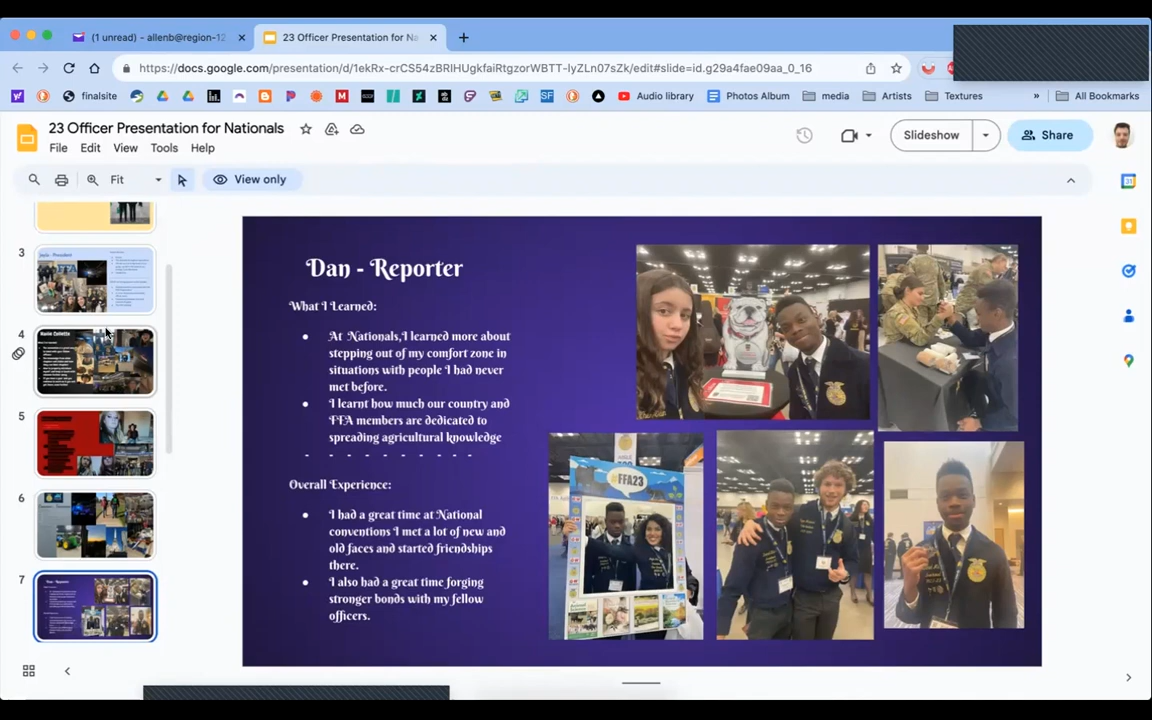 (1 unread) - allenb@region-12
23 Officer Presentation for Na
https://docs.google.com/presentation/d/1ekRx-crCS54zBRIHUgkfaiRtgzorWBTT-lyZLn07sZk/edit#slide=id.g29a4fae09aa_0_16
finalsite
Audio library
Photos Album
media
Artists
Textures
»
All Bookmarks
23 Officer Presentation for Nationals
File Edit View Tools Help
Slideshow
Share
Fit
View only
3
4
5
6
7
Dan - Reporter
What I Learned:
At Nationals,I learned more about
stepping out of my comfort zone in
situations with people I had never
met before.
I learnt how much our country and
FFA members are dedicated to
spreading agricultural knowledge
- - - - - - - - - -
Overall Experience:
I had a great time at National
conventions I met a lot of new and
old faces and started friendships
there.
I also had a great time forging
stronger bonds with my fellow
officers.
#FFA23